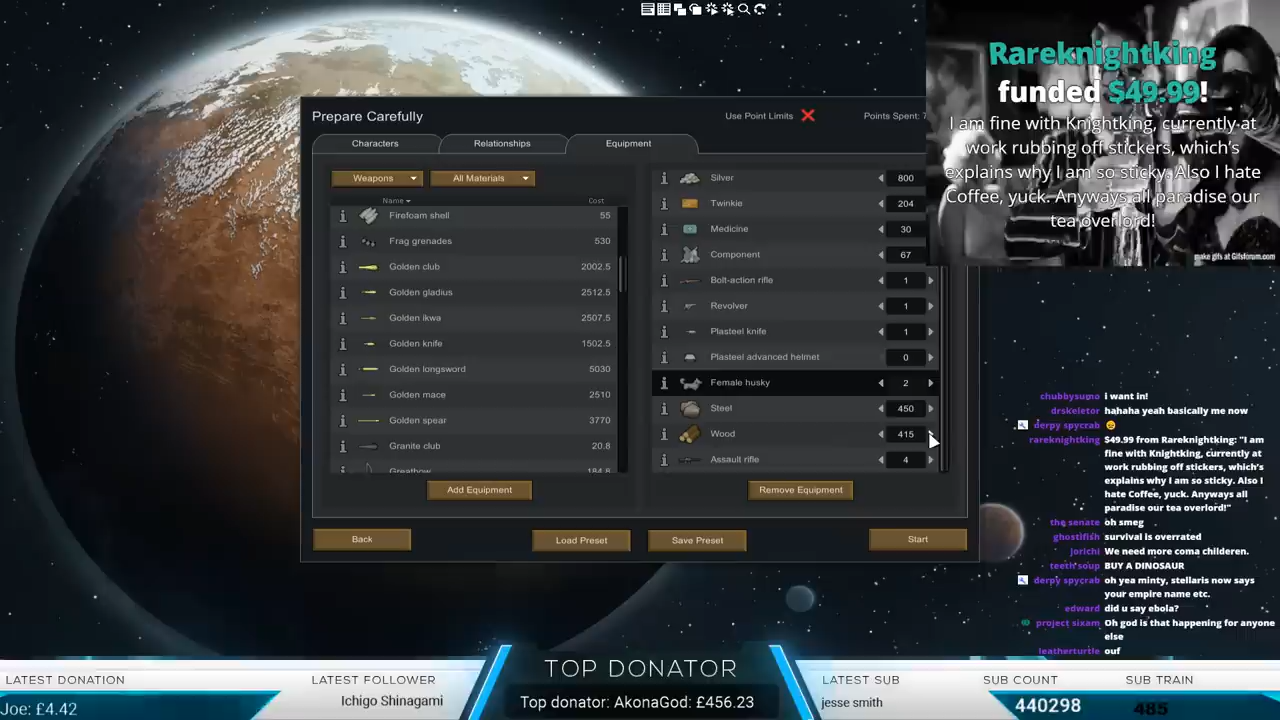 Rareknightking
funded $49.99!
I am fine with Knightking, currently at
work rubbing off stickers, which's
explains why I am so sticky. Also I
hate Coffee, yuck. Anyways all
paradise our tea overlord!
make gifs at Gifsforum.com
Prepare Carefully
Use Point Limits
Points Spent:
Characters
Relationships
Equipment
Weapons
All Materials
Name
Cost
Firefoam shell 55
Frag grenades 530
Golden club 2002.5
Golden gladius 2512.5
Golden ikwa 2507.5
Golden knife 1502.5
Golden longsword 5030
Golden mace 2510
Golden spear 3770
Granite club 20.8
Greatbow 184.8
Add Equipment
Silver 800
Twinkie 204
Medicine 30
Component 67
Bolt-action rifle 1
Revolver 1
Plasteel knife 1
Plasteel advanced helmet 0
Female husky 2
Steel 450
Wood 415
Assault rifle 4
Remove Equipment
Back
Load Preset
Save Preset
Start
chubbysumo i want in!
drskeletor hahaha yeah basically me now
derpy spycrab
rareknightking $49.99 from Rareknightking: "I am
fine with Knightking, currently at
work rubbing off stickers, which's
explains why I am so sticky. Also I
hate Coffee, yuck. Anyways all
paradise our tea overlord!"
the senate oh smeg
ghostifish survival is overrated
jorichi We need more coma childeren.
teeth soup BUY A DINOSAUR
derpy spycrab oh yea minty, stellaris now says
your empire name etc.
edward did u say ebola?
project sixam Oh god is that happening for anyone
else
leatherturtle ouf
LATEST DONATION
Joe: £4.42
LATEST FOLLOWER
Ichigo Shinagami
TOP DONATOR
Top donator: AkonaGod: £456.23
LATEST SUB
jesse smith
SUB COUNT
440298
SUB TRAIN
485